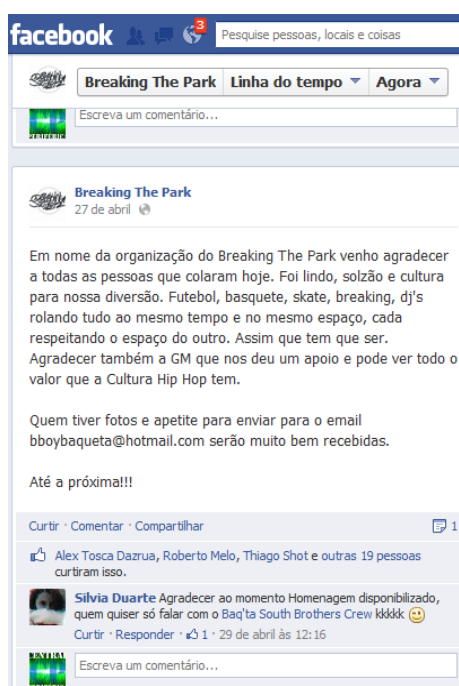 facebook
3
Pesquise pessoas, locais e coisas
Breaking The Park Linha do tempo Agora
Escreva um comentário...
Breaking The Park
27 de abril
Em nome da organização do Breaking The Park venho agradecer
a todas as pessoas que colaram hoje. Foi lindo, solzão e cultura
para nossa diversão. Futebol, basquete, skate, breaking, dj's
rolando tudo ao mesmo tempo e no mesmo espaço, cada
respeitando o espaço do outro. Assim que tem que ser.
Agradecer também a GM que nos deu um apoio e pode ver todo o
valor que a Cultura Hip Hop tem.
Quem tiver fotos e apetite para enviar para o email
bboybaqueta@hotmail.com serão muito bem recebidas.
Até a próxima!!!
Curtir · Comentar · Compartilhar 1
Alex Tosca Dazrua, Roberto Melo, Thiago Shot e outras 19 pessoas
curtiram isso.
Silvia Duarte Agradecer ao momento Homenagem disponibilizado,
quem quiser só falar com o Baq'ta South Brothers Crew kkkkk
Curtir · Responder · 1 · 29 de abril às 12:16
CENTRAL
Escreva um comentário...